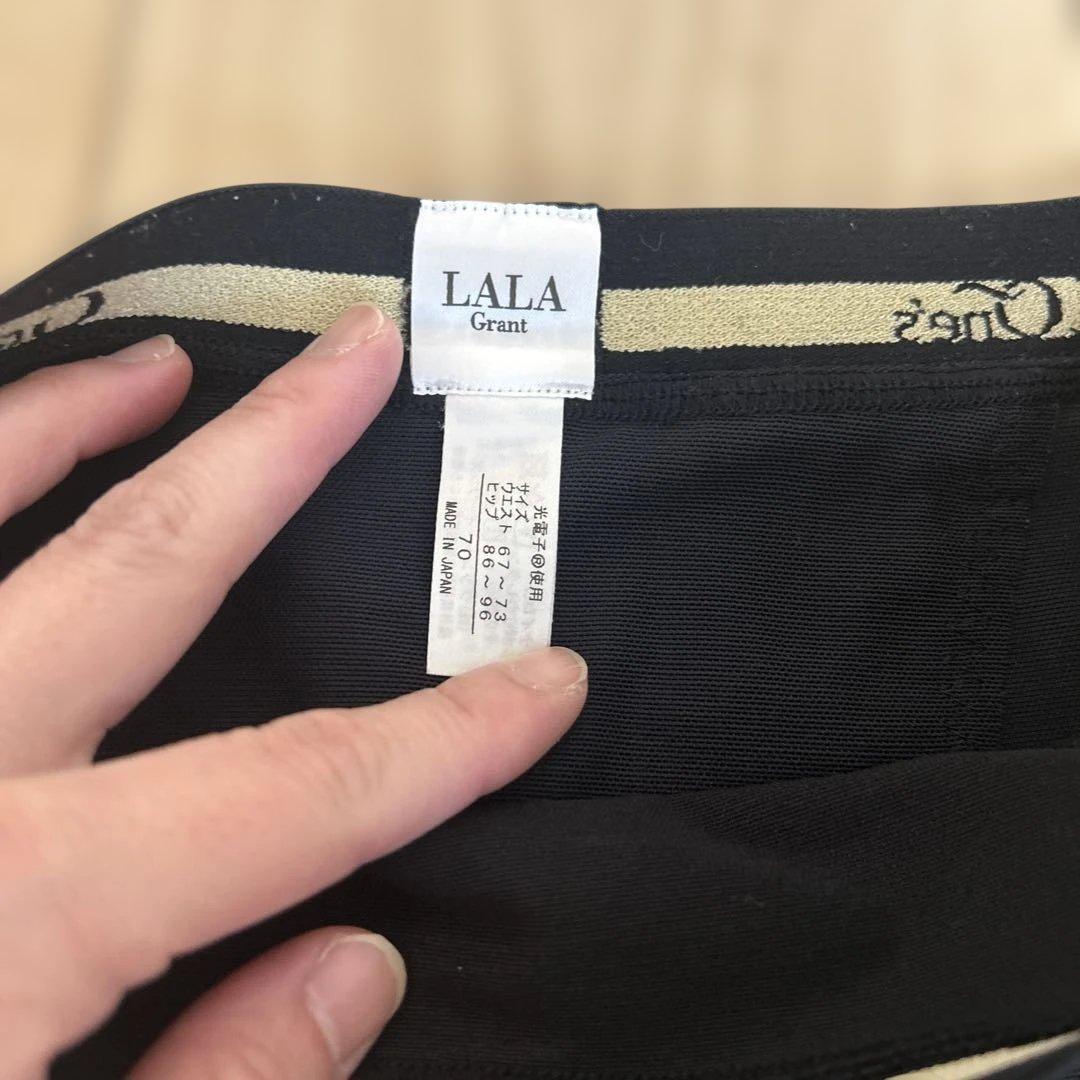 LALA
Grant
光電子®使用
サイズ
ウエスト 67~73
ヒップ 86~96
70
MADE IN JAPAN
One's